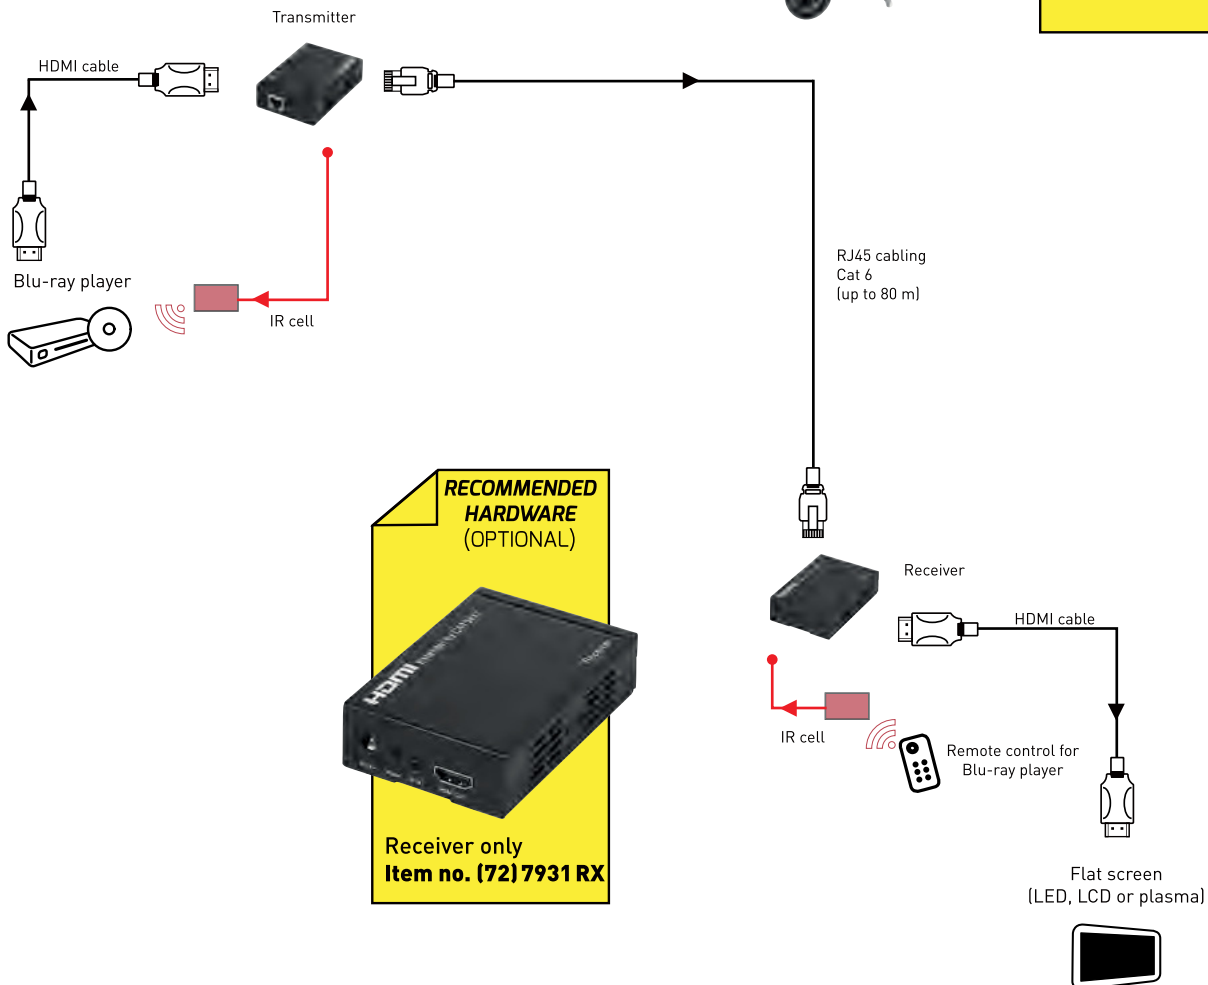 Transmitter
HDMI cable
Blu-ray player
IR cell
RJ45 cabling
Cat 6
(up to 80 m)
RECOMMENDED
HARDWARE
(OPTIONAL)
HDMI
Receiver only
Item no. (72) 7931 RX
Receiver
HDMI cable
IR cell
Remote control for
Blu-ray player
Flat screen
(LED, LCD or plasma)